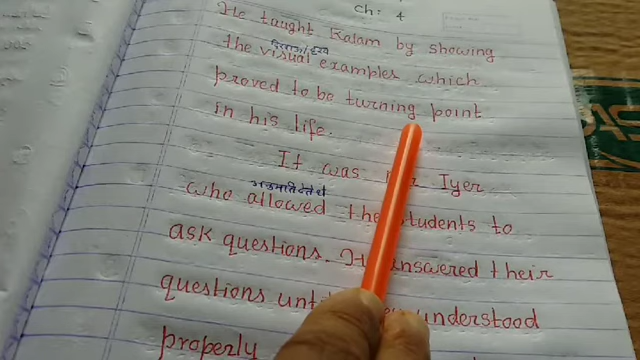 Ch: 4
He taught Kalam by showing
the visual examples which
proved to be turning point
in his life.
It was Iyer
who allowed the students to
ask questions. answered their
questions understood
properly